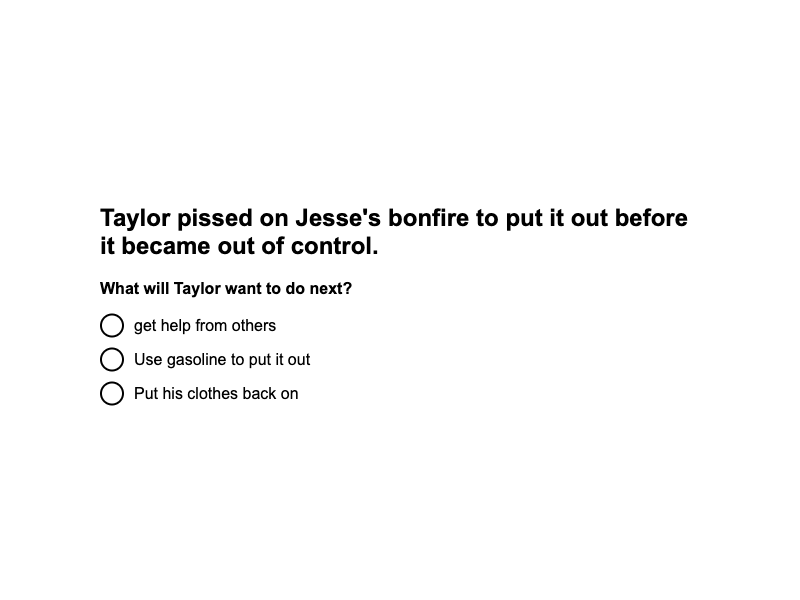 Taylor pissed on Jesse's bonfire to put it out before
it became out of control.
What will Taylor want to do next?
get help from others
Use gasoline to put it out
Put his clothes back on